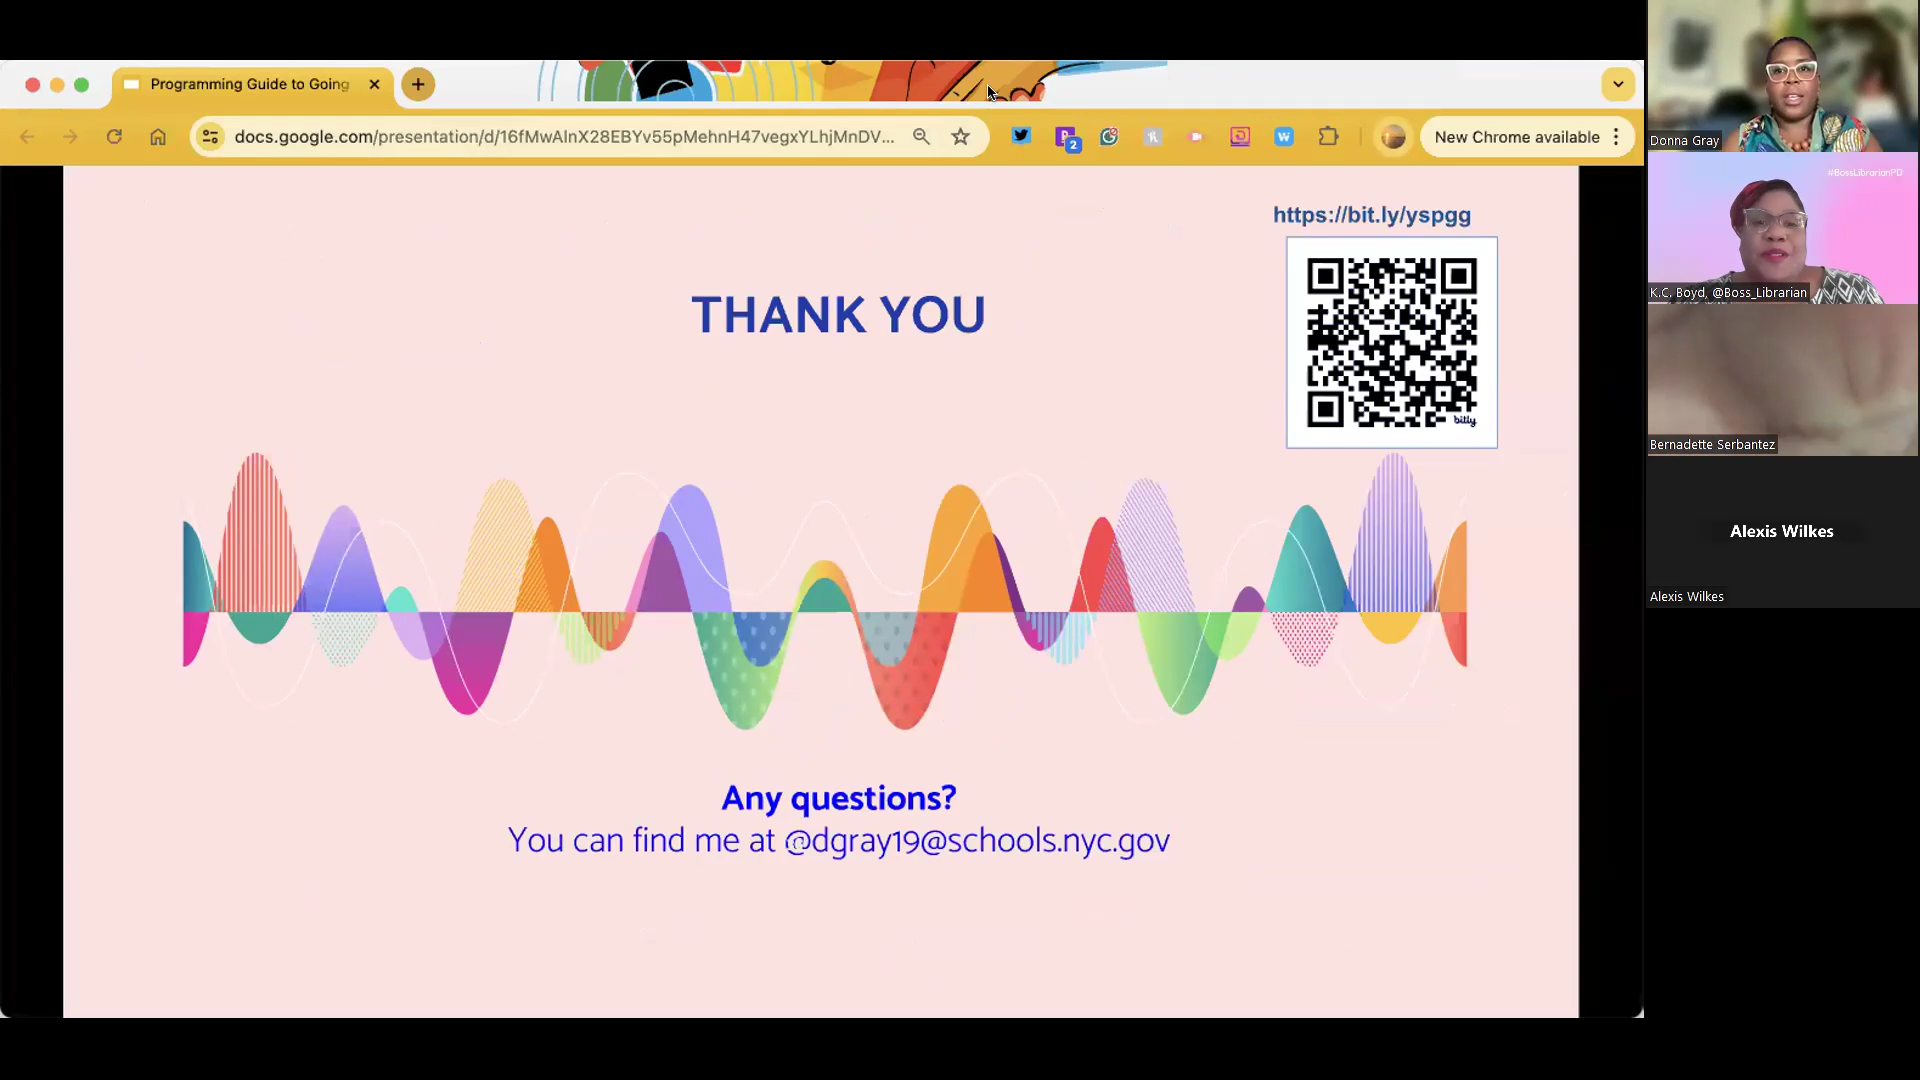 Programming Guide to Going
docs.google.com/presentation/d/16fMwAlnX28EBYv55pMehnH47vegxYLhjMnDV...
2
New Chrome available
https://bit.ly/yspgg
bitly
THANK YOU
Any questions?
You can find me at @dgray19@schools.nyc.gov
Donna Gray
#BossLibrarianPD
K.C. Boyd, @Boss_Librarian
Bernadette Serbantez
Alexis Wilkes
Alexis Wilkes